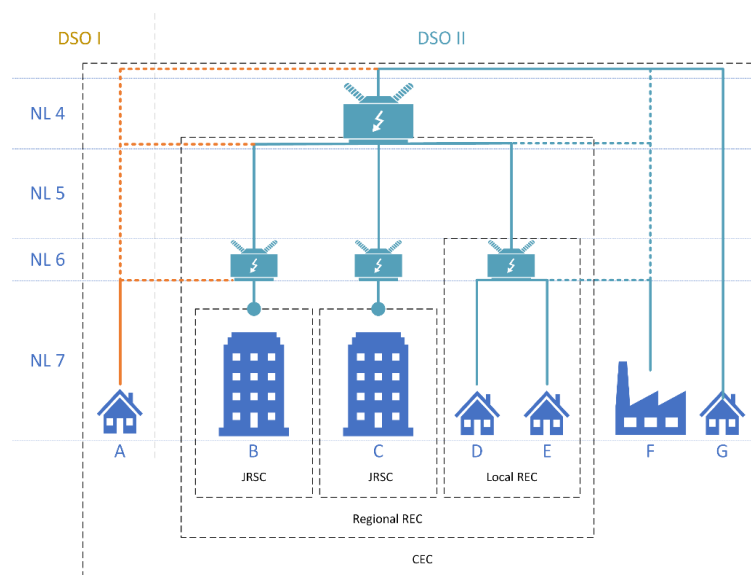 DSO I
DSO II
NL 4
NL 5
NL 6
NL 7
A
B
C
D
E
F
G
JRSC
JRSC
Local REC
Regional REC
CEC